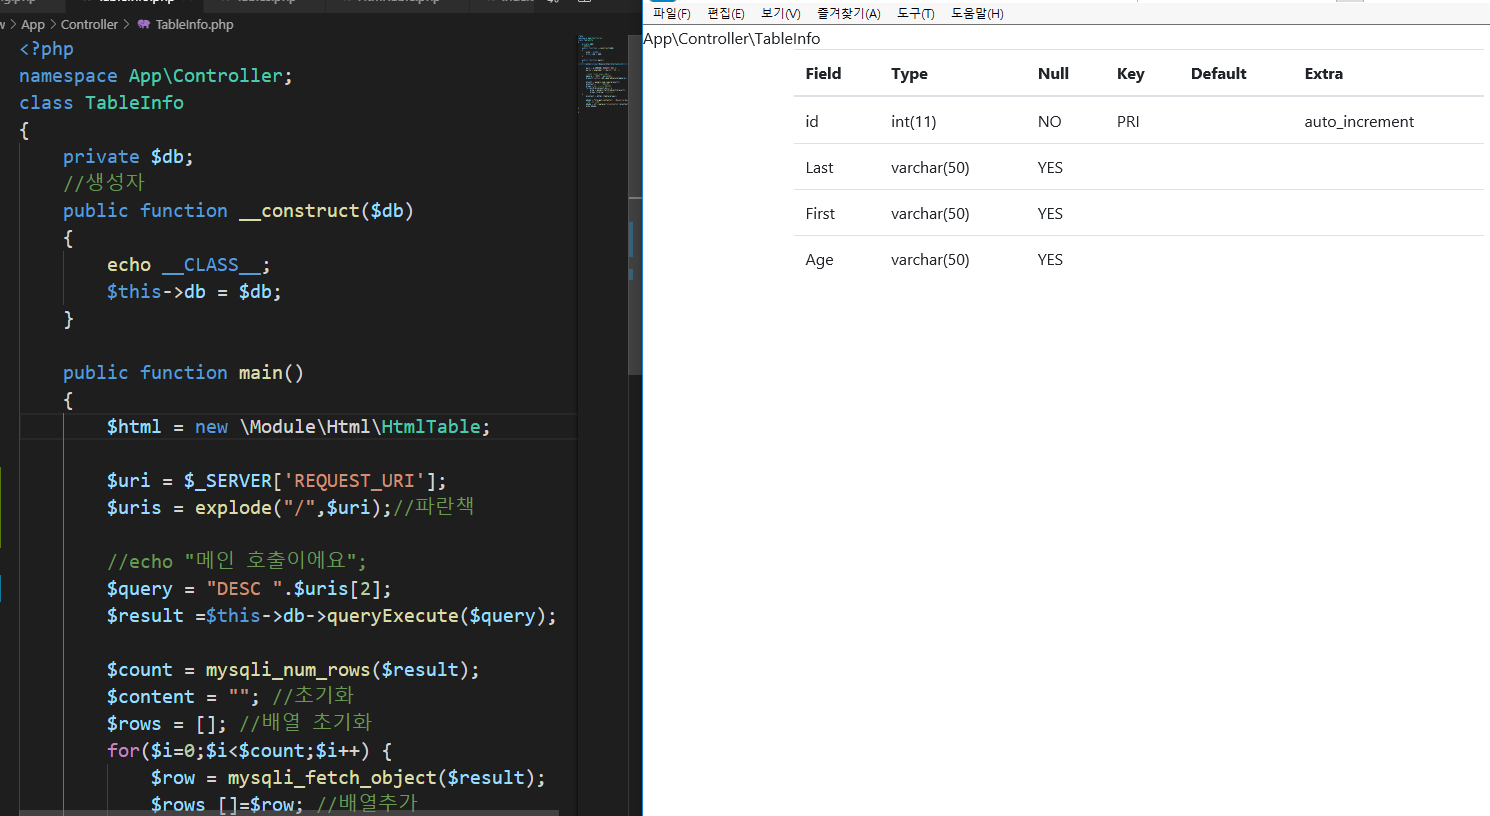 App > Controller > TableInfo.php
<?php
namespace App\Controller;
class TableInfo
{
private $db;
//생성자
public function __construct($db)
{
echo __CLASS__;
$this->db = $db;
}
public function main()
{
$html = new \Module\Html\HtmlTable;
$uri = $_SERVER['REQUEST_URI'];
$uris = explode("/",$uri);//파란책
//echo "메인 호출이에요";
$query = "DESC ".$uris[2];
$result =$this->db->queryExecute($query);
$count = mysqli_num_rows($result);
$content = ""; //초기화
$rows = []; //배열 초기화
for($i=0;$i<$count;$i++) {
$row = mysqli_fetch_object($result);
$rows []=$row; //배열추가
파일(F) 편집(E) 보기(V) 즐겨찾기(A) 도구(T) 도움말(H)
App\Controller\TableInfo
Field Type Null Key Default Extra
id int(11) NO PRI auto_increment
Last varchar(50) YES
First varchar(50) YES
Age varchar(50) YES